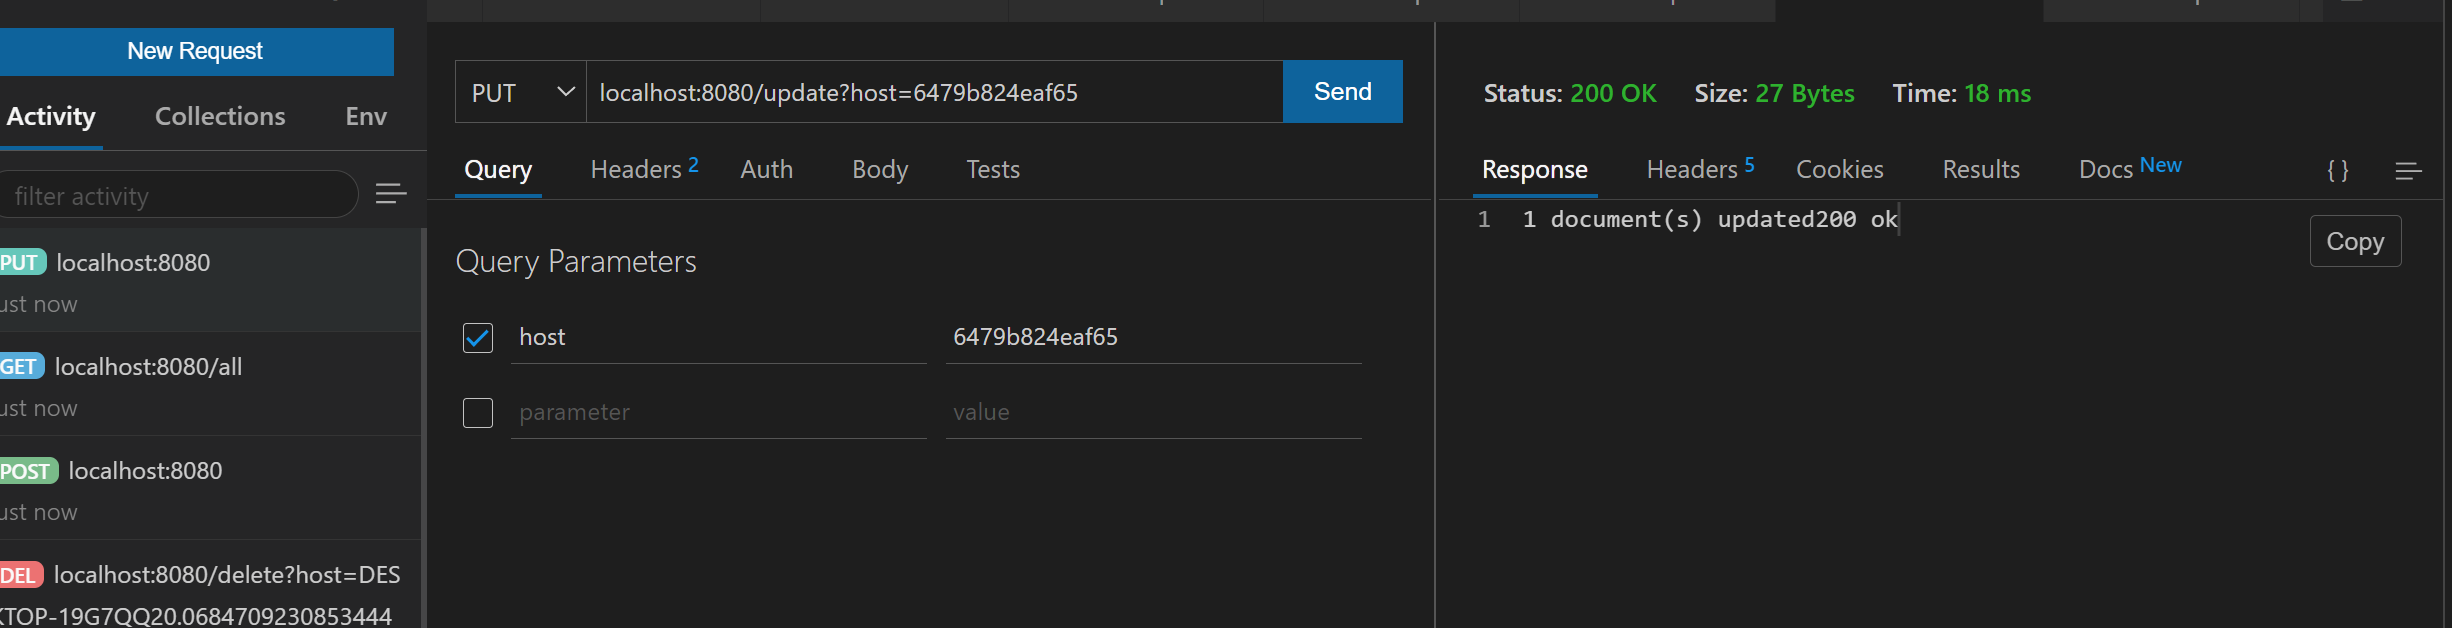 New Request
Activity
Collections
Env
filter activity
PUT localhost:8080
ust now
GET localhost:8080/all
ust now
POST localhost:8080
ust now
DEL localhost:8080/delete?host=DES
KTOP-19G7QQ20.0684709230853444
PUT
localhost:8080/update?host=6479b824eaf65
Send
Query
Headers 2
Auth
Body
Tests
Query Parameters
host
6479b824eaf65
parameter
value
Status: 200 OK
Size: 27 Bytes
Time: 18 ms
Response
Headers 5
Cookies
Results
Docs New
{}
1 1 document(s) updated200 ok
Copy